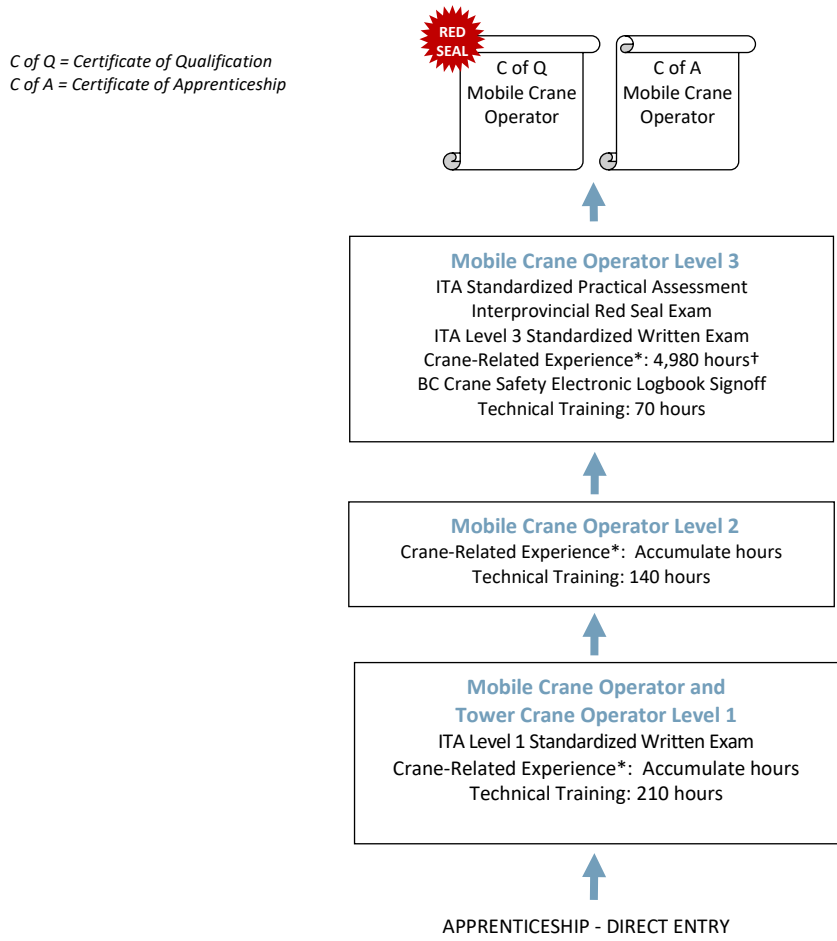 C of Q = Certificate of Qualification
C of A = Certificate of Apprenticeship
RED
SEAL
C of Q
Mobile Crane
Operator
C of A
Mobile Crane
Operator
Mobile Crane Operator Level 3
ITA Standardized Practical Assessment
Interprovincial Red Seal Exam
ITA Level 3 Standardized Written Exam
Crane-Related Experience*: 4,980 hours†
BC Crane Safety Electronic Logbook Signoff
Technical Training: 70 hours
Mobile Crane Operator Level 2
Crane-Related Experience*: Accumulate hours
Technical Training: 140 hours
Mobile Crane Operator and
Tower Crane Operator Level 1
ITA Level 1 Standardized Written Exam
Crane-Related Experience*: Accumulate hours
Technical Training: 210 hours
APPRENTICESHIP - DIRECT ENTRY